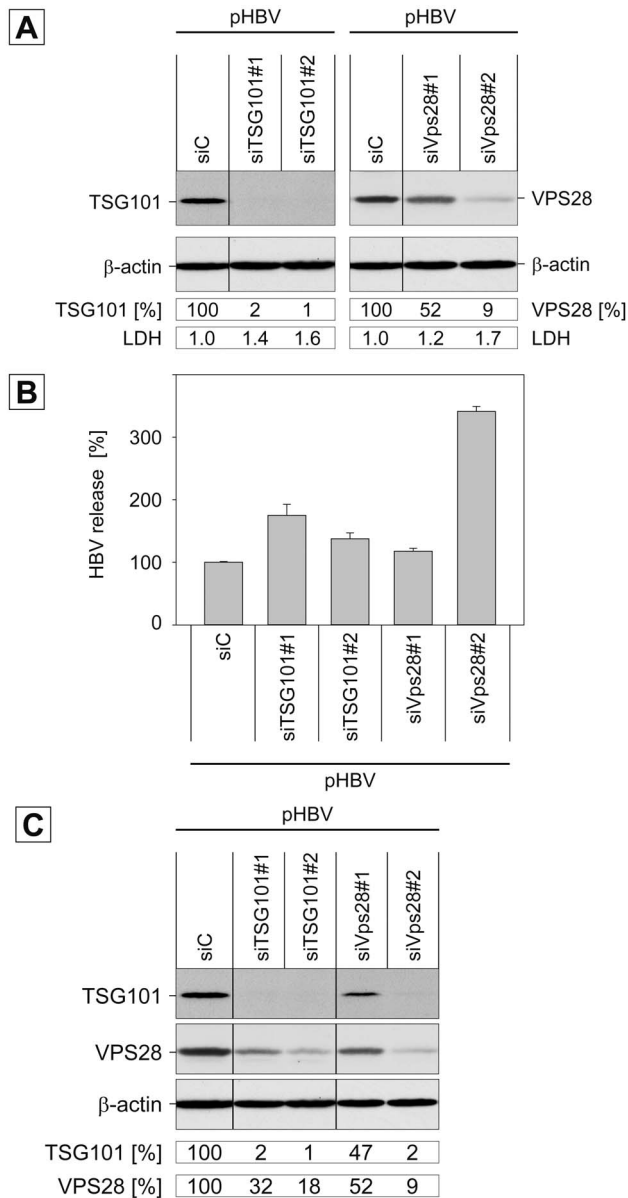 A
pHBV
pHBV
siC
siTSG101#1
siTSG101#2
siC
siVps28#1
siVps28#2
TSG101
VPS28
β-actin
β-actin
TSG101 [%] 100 2 1 100 52 9 VPS28 [%]
LDH 1.0 1.4 1.6 1.0 1.2 1.7 LDH
B
HBV release [%]
300
200
100
0
siC
siTSG101#1
siTSG101#2
siVps28#1
siVps28#2
pHBV
C
pHBV
siC
siTSG101#1
siTSG101#2
siVps28#1
siVps28#2
TSG101
VPS28
β-actin
TSG101 [%] 100 2 1 47 2
VPS28 [%] 100 32 18 52 9